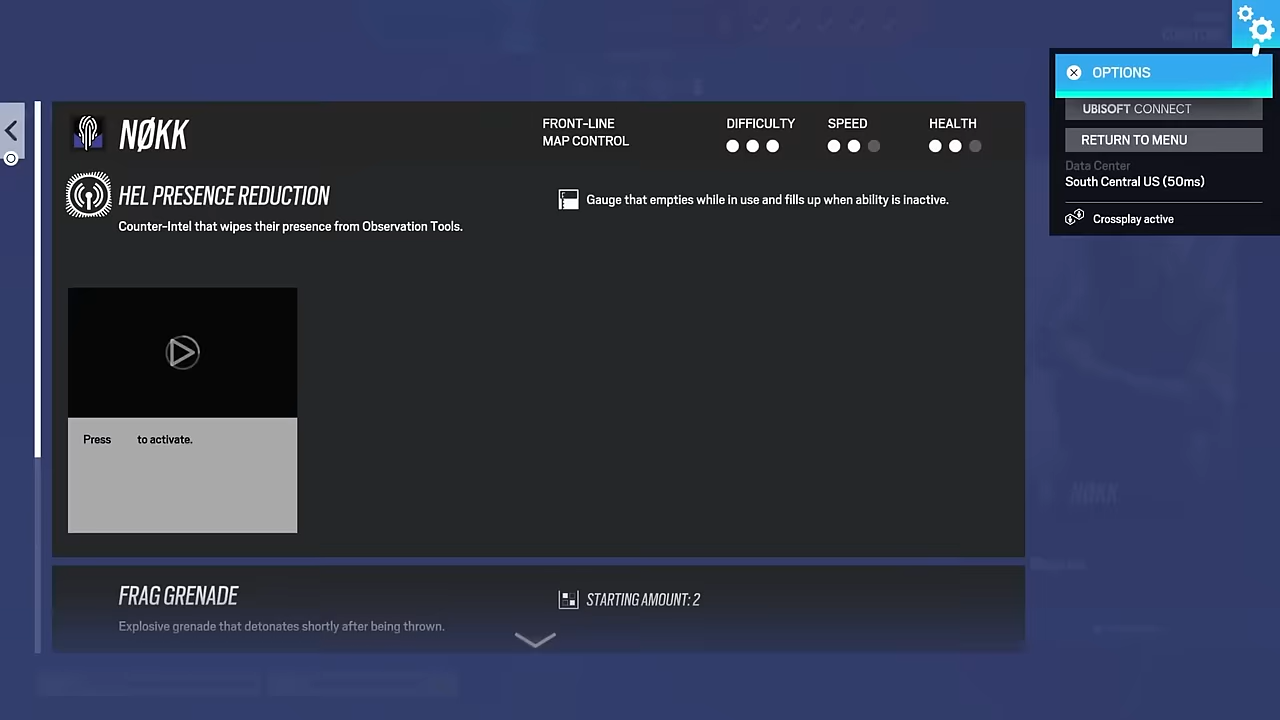 OPTIONS
UBISOFT CONNECT
RETURN TO MENU
Data Center
South Central US (50ms)
Crossplay active
NØKK
FRONT-LINE
MAP CONTROL
DIFFICULTY
SPEED
HEALTH
HEL PRESENCE REDUCTION
Counter-Intel that wipes their presence from Observation Tools.
Gauge that empties while in use and fills up when ability is inactive.
Press to activate.
FRAG GRENADE
Explosive grenade that detonates shortly after being thrown.
STARTING AMOUNT: 2
NØKK